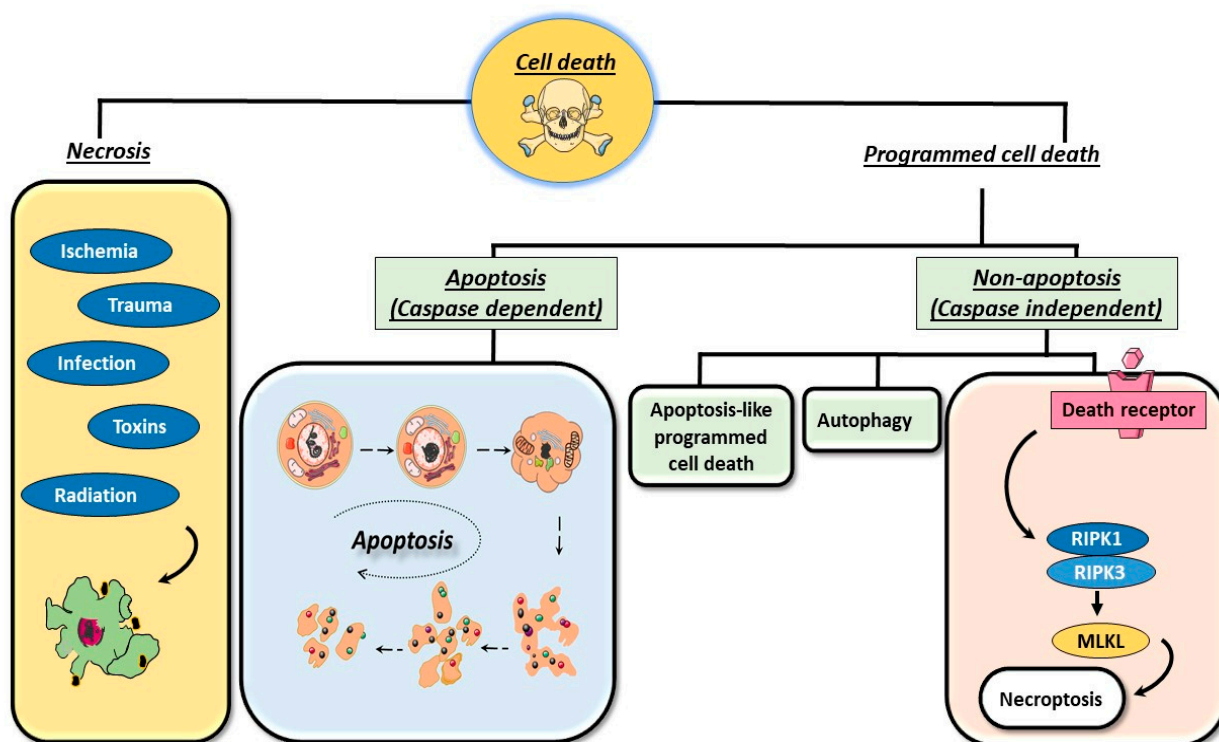 Cell death
Necrosis
Programmed cell death
Ischemia
Trauma
Infection
Toxins
Radiation
Apoptosis
(Caspase dependent)
Non-apoptosis
(Caspase independent)
Apoptosis
Apoptosis-like
programmed
cell death
Autophagy
Death receptor
RIPK1
RIPK3
MLKL
Necroptosis